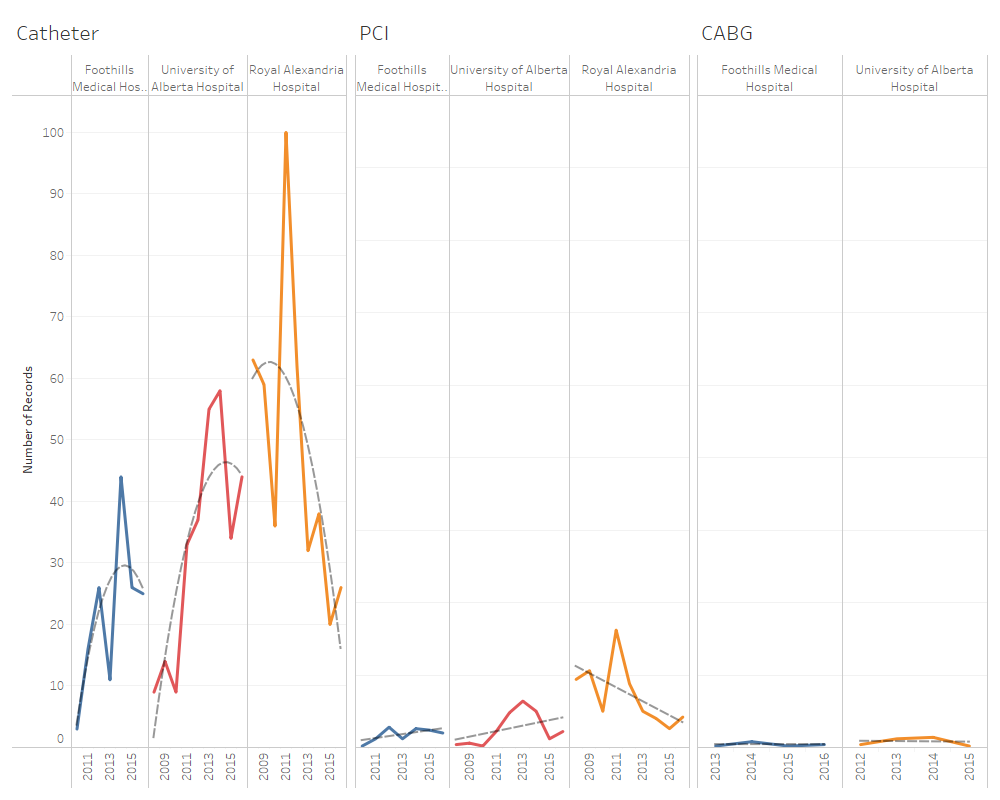 Catheter
PCI
CABG
Foothills
Medical Hos..
University of
Alberta Hospital
Royal Alexandria
Hospital
Foothills
Medical Hospit..
University of Alberta
Hospital
Royal Alexandria
Hospital
Foothills Medical
Hospital
University of Alberta
Hospital
Number of Records
100
90
80
70
60
50
40
30
20
10
0
2011
2013
2015
2009
2011
2013
2015
2009
2011
2013
2015
2011
2013
2015
2009
2011
2013
2015
2009
2011
2013
2015
2013
2014
2015
2016
2012
2013
2014
2015